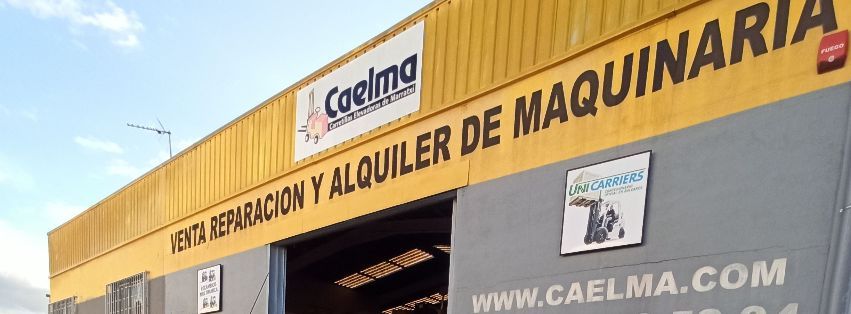 Caelma
Carretillas Elevadoras de Marratxí
VENTA REPARACION Y ALQUILER DE MAQUINARIA
FUEGO
UNICARRIERS
WWW.CAELMA.COM